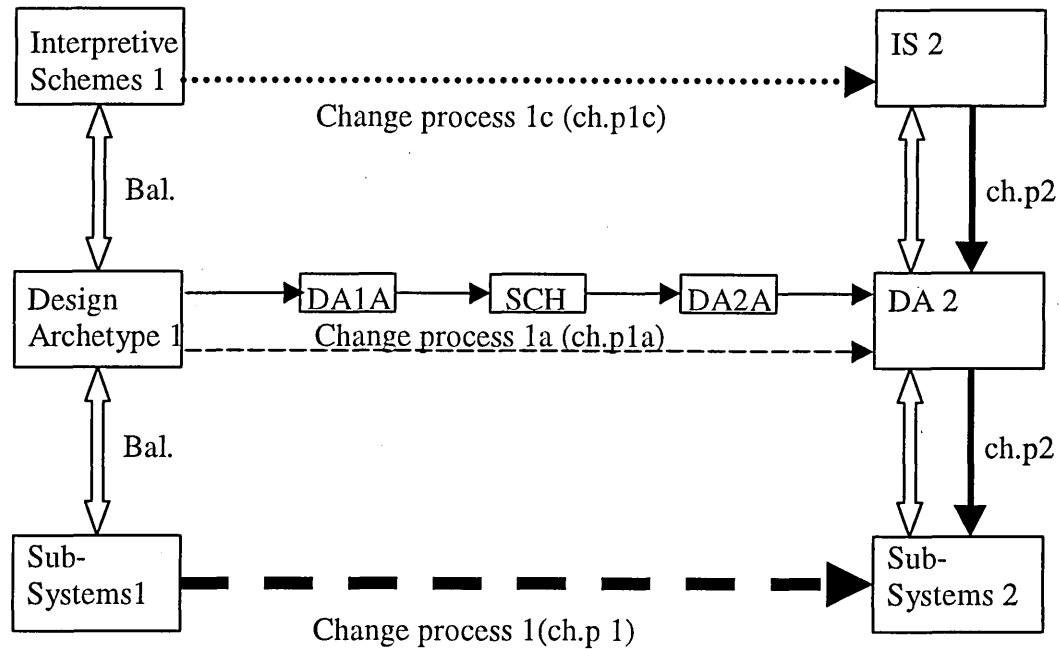 Interpretive
Schemes 1
IS 2
Change process 1c (ch.p1c)
Bal.
ch.p2
Design
Archetype 1
DA1A
SCH
DA2A
DA 2
Change process 1a (ch.p1a)
Bal.
ch.p2
Sub-
Systems1
Sub-
Systems 2
Change process 1(ch.p 1)